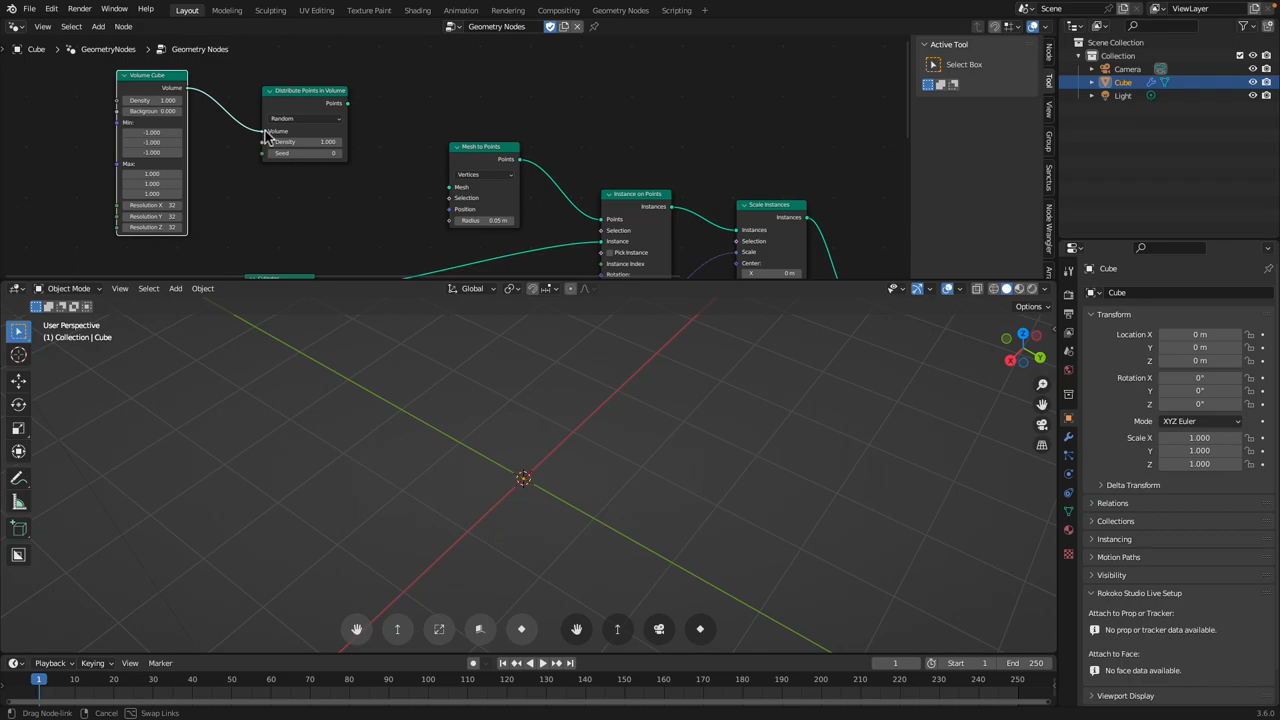 File Edit Render Window Help Layout Modeling Sculpting UV Editing Texture Paint Shading Animation Rendering Compositing Geometry Nodes Scripting + Scene ViewLayer
View Select Add Node Geometry Nodes
Cube > GeometryNodes > Geometry Nodes
Volume Cube
Volume
Density 1.000
Backgroun 0.000
Min:
-1.000
-1.000
-1.000
Max:
1.000
1.000
1.000
Resolution X 32
Resolution Y 32
Resolution Z 32
Distribute Points in Volume
Points
Random
Volume
Density 1.000
Seed 0
Mesh to Points
Points
Vertices
Mesh
Selection
Position
Radius 0.05 m
Instance on Points
Instances
Points
Selection
Instance
Pick Instance
Instance Index
Rotation:
Scale Instances
Instances
Instances
Selection
Scale
Center:
X 0 m
Active Tool
Select Box
Node
Tool
View
Group
Sanctus
Node Wrangler
Scene Collection
Collection
Camera
Cube
Light
Object Mode View Select Add Object Global
Options
User Perspective
(1) Collection | Cube
Z
Y
X
Cube
Cube
Transform
Location X 0 m
Y 0 m
Z 0 m
Rotation X 0°
Y 0°
Z 0°
Mode XYZ Euler
Scale X 1.000
Y 1.000
Z 1.000
Delta Transform
Relations
Collections
Instancing
Motion Paths
Visibility
Rokoko Studio Live Setup
Attach to Prop or Tracker:
No prop or tracker data available.
Attach to Face:
No face data available.
Viewport Display
Playback Keying View Marker 1 Start 1 End 250
1 10 20 30 40 50 60 70 80 90 100 110 120 130 140 150 160 170 180 190 200 210 220 230 240 250
Drag Node-link Cancel Swap Links 3.6.0